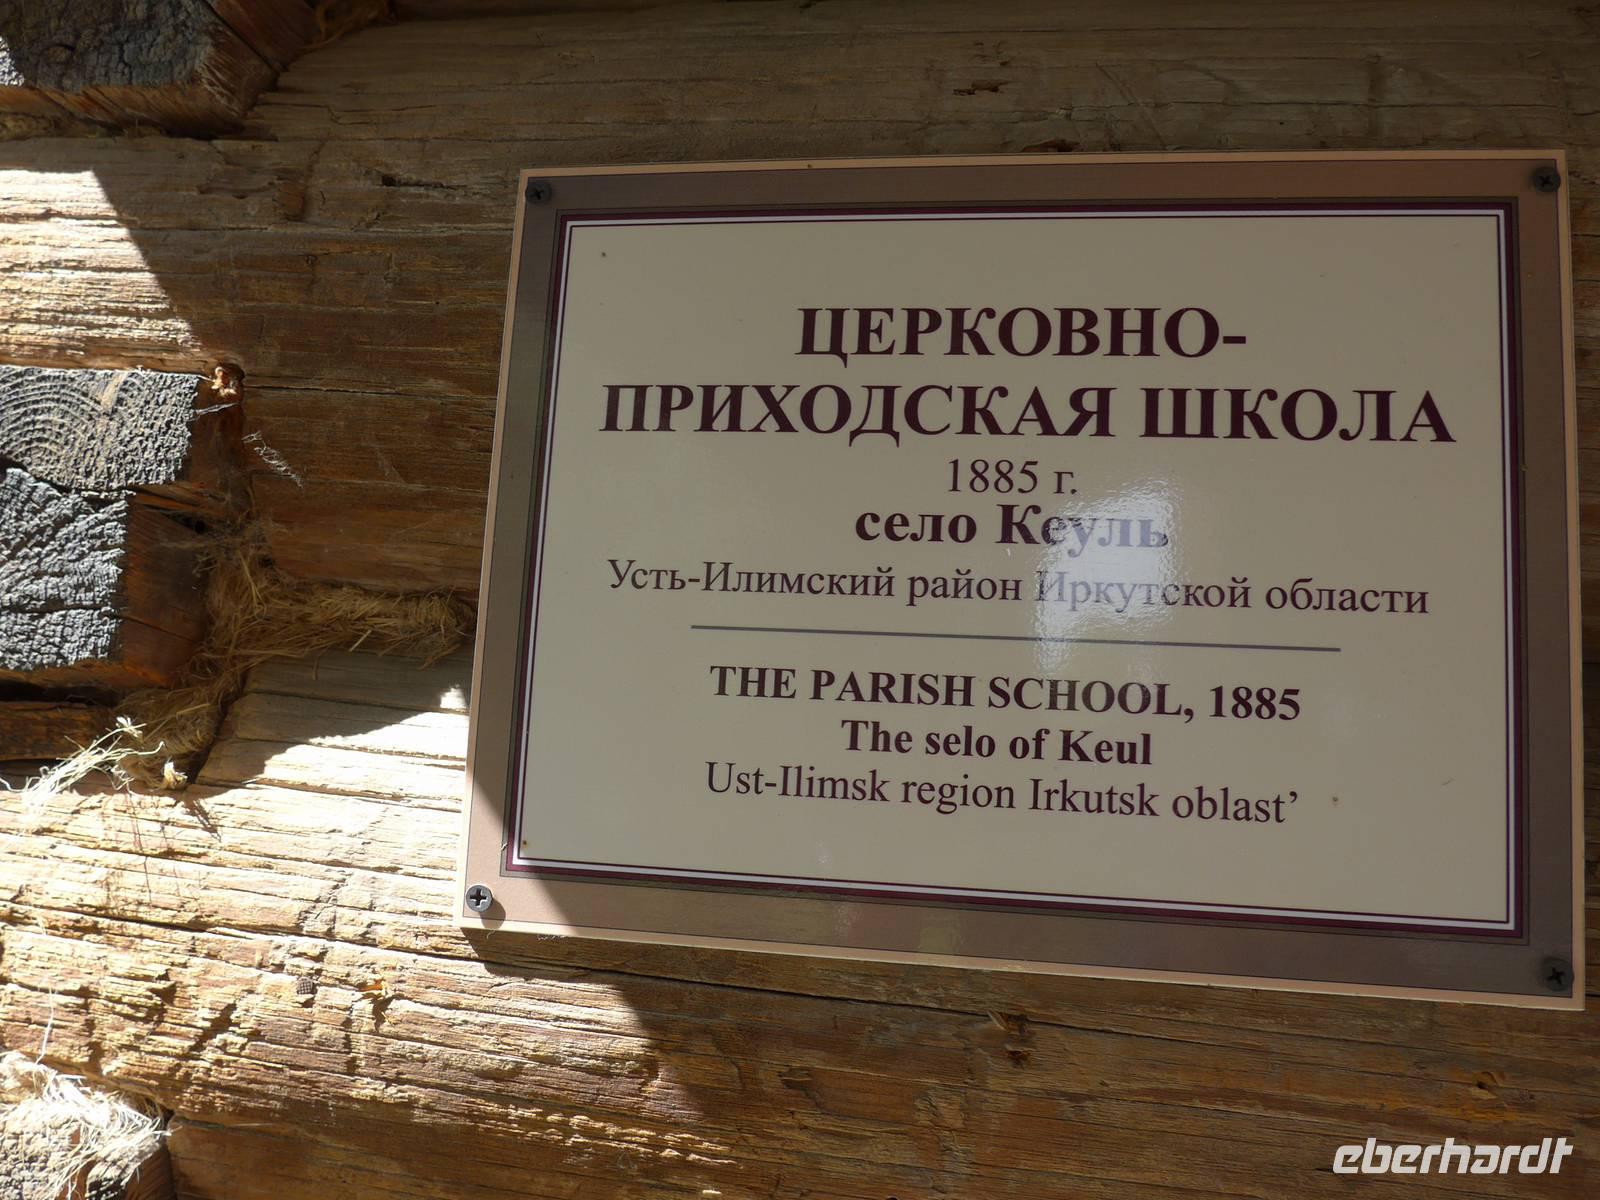 ЦЕРКОВНО-
ПРИХОДСКАЯ ШКОЛА
1885 г.
село Кеуль
Усть-Илимский район Иркутской области
THE PARISH SCHOOL, 1885
The selo of Keul
Ust-Ilimsk region Irkutsk oblast’
eberhardt